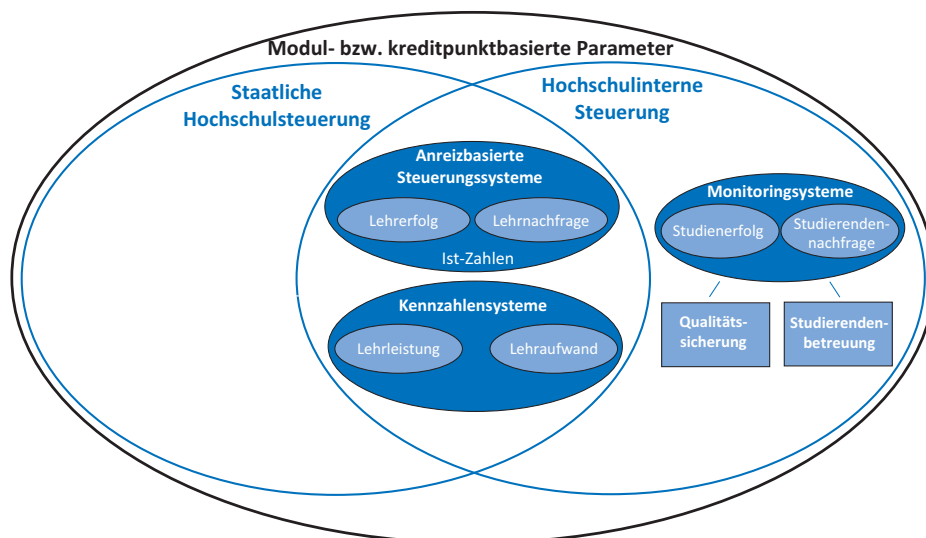 Modul- bzw. kreditpunktbasierte Parameter
Staatliche
Hochschulsteuerung
Hochschulinterne
Steuerung
Anreizbasierte
Steuerungssysteme
Lehrerfolg
Lehrnachfrage
Ist-Zahlen
Kennzahlensysteme
Lehrleistung
Lehraufwand
Monitoringsysteme
Studienerfolg
Studierenden-
nachfrage
Qualitäts-
sicherung
Studierenden-
betreuung